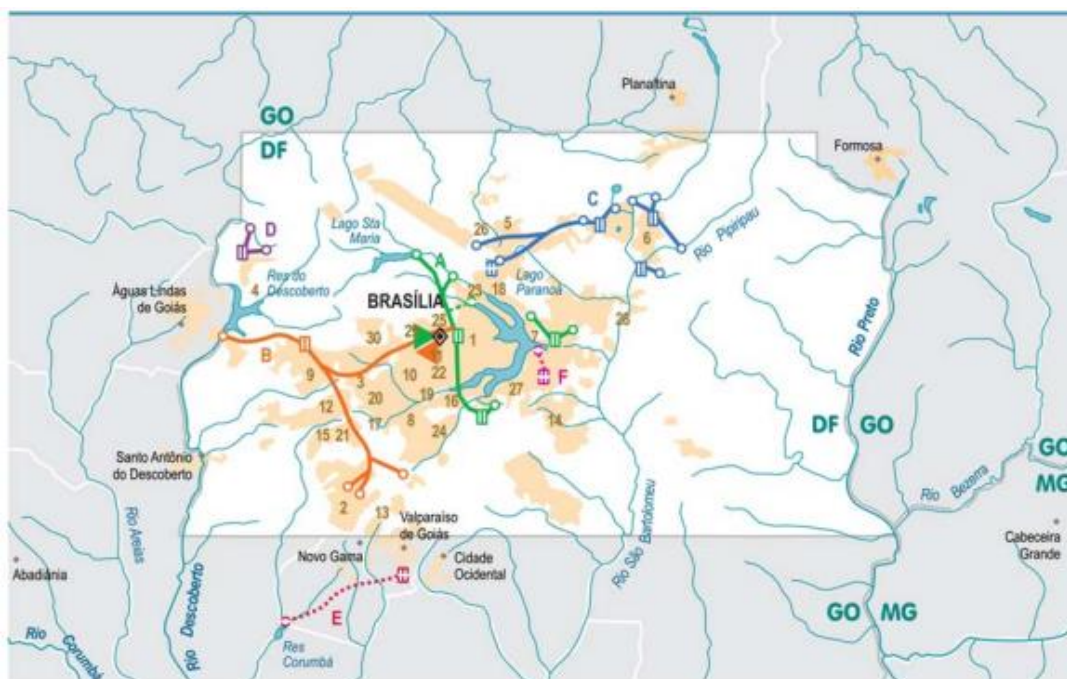 Planaltina
GO
DF
Formosa
C
26
5
6
D
Lago Sta
Maria
A
Rio Pipiripau
Res do
Descoberto
4
Lago
Paranoá
Águas Lindas
de Goiás
BRASÍLIA
23
18
25
28
30
29
1
7
B
Rio Preto
9
3
10
22
F
19
27
12
20
16
15
21
17
8
24
14
DF
GO
Santo Antônio
do Descoberto
GO
MG
Rio Bezerra
2
13
Valparaíso
de Goiás
Rio Areias
Novo Gama
Cidade
Ocidental
Rio São Bartolomeu
Cabeceira
Grande
Abadiânia
Rio Descoberto
E
GO
MG
Rio Corumbá
Res
Corumbá